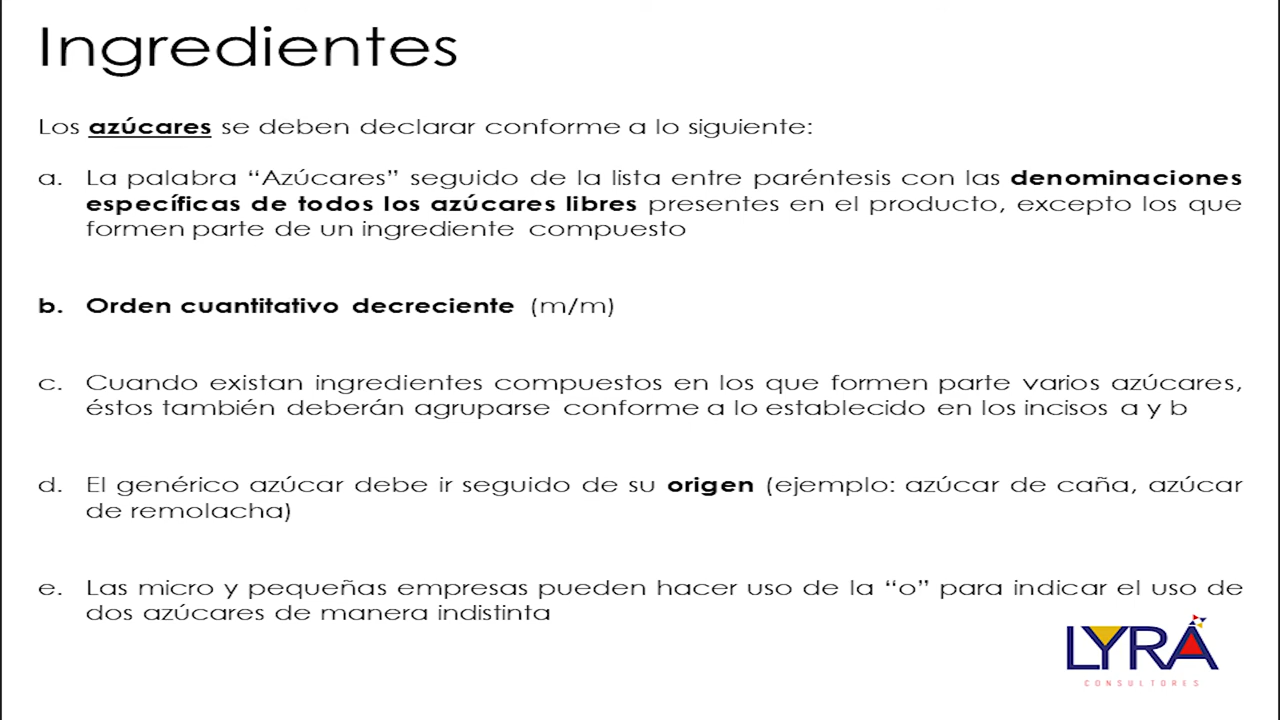 Ingredientes
Los azúcares se deben declarar conforme a lo siguiente:
a. La palabra “Azúcares” seguido de la lista entre paréntesis con las denominaciones
específicas de todos los azúcares libres presentes en el producto, excepto los que
formen parte de un ingrediente compuesto
b. Orden cuantitativo decreciente (m/m)
c. Cuando existan ingredientes compuestos en los que formen parte varios azúcares,
éstos también deberán agruparse conforme a lo establecido en los incisos a y b
d. El genérico azúcar debe ir seguido de su origen (ejemplo: azúcar de caña, azúcar
de remolacha)
e. Las micro y pequeñas empresas pueden hacer uso de la “o” para indicar el uso de
dos azúcares de manera indistinta
LYRA
CONSULTORES